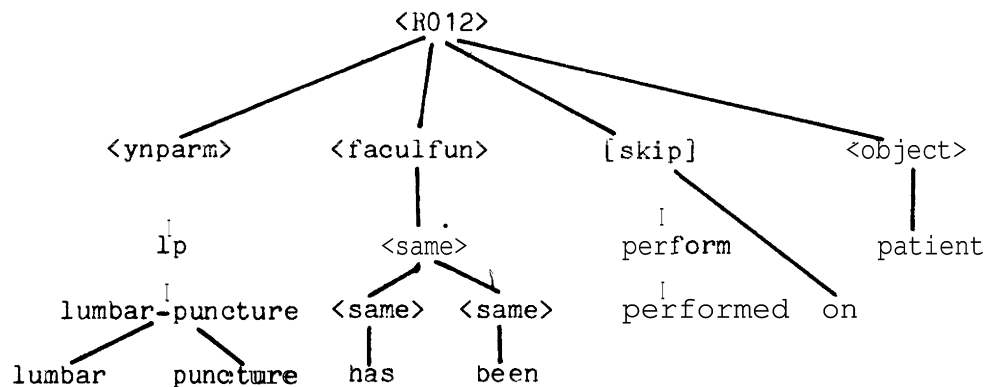 <R012>
<ynparm> <faculfun> [skip] <object>
lp <same> perform patient
lumbar-puncture <same> <same> performed on
lumbar puncture has been